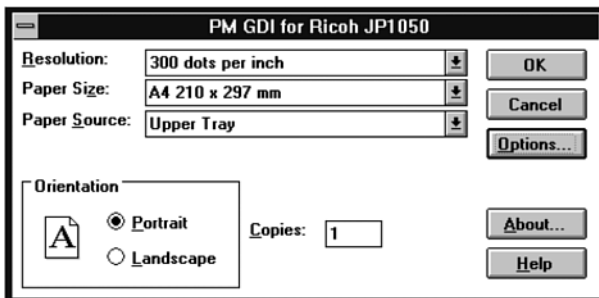 PM GDI for Ricoh JP1050
Resolution: 300 dots per inch OK
Paper Size: A4 210 x 297 mm Cancel
Paper Source: Upper Tray Options...
Orientation
A Portrait Copies: 1 About...
Landscape Help